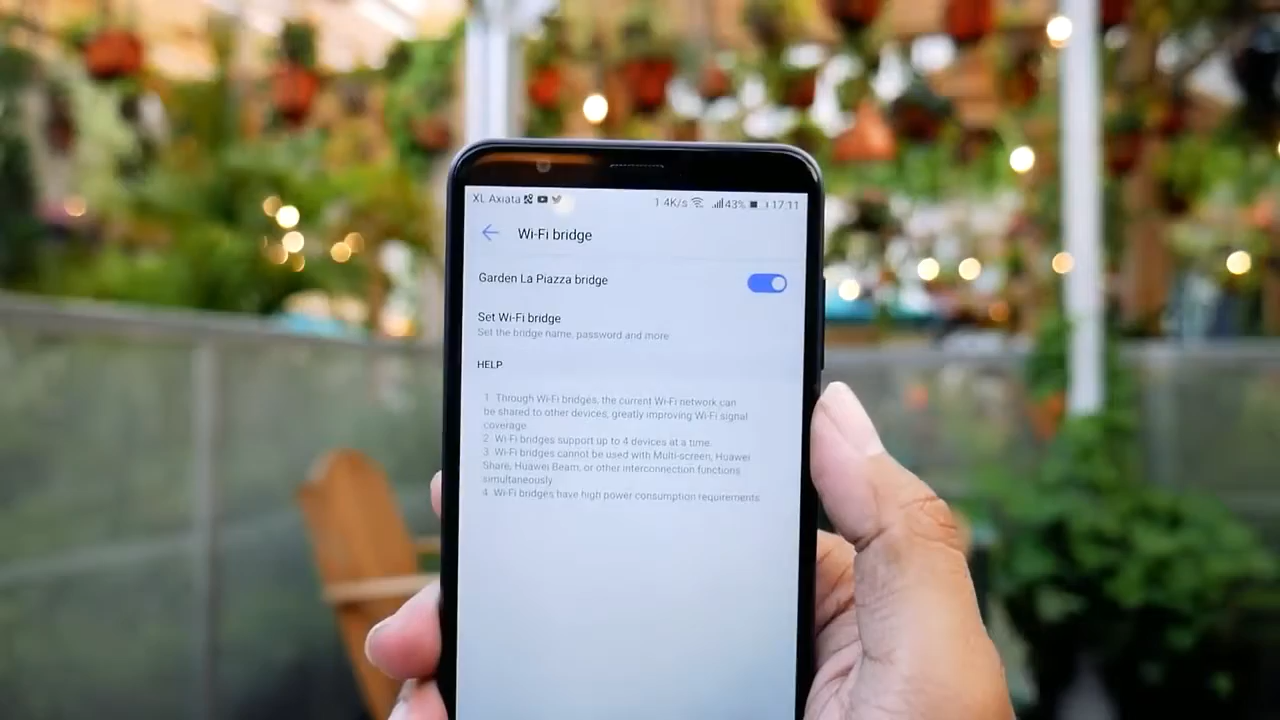 XL Axiata 1.4K/s 43% 17:11
Wi-Fi bridge
Garden La Piazza bridge
Set Wi-Fi bridge
Set the bridge name, password and more
HELP
1 Through Wi-Fi bridges, the current Wi-Fi network can
be shared to other devices, greatly improving Wi-Fi signal
coverage.
2 Wi-Fi bridges support up to 4 devices at a time.
3 Wi-Fi bridges cannot be used with Multi-screen, Huawei
Share, Huawei Beam, or other interconnection functions
simultaneously
4 Wi-Fi bridges have high power consumption requirements